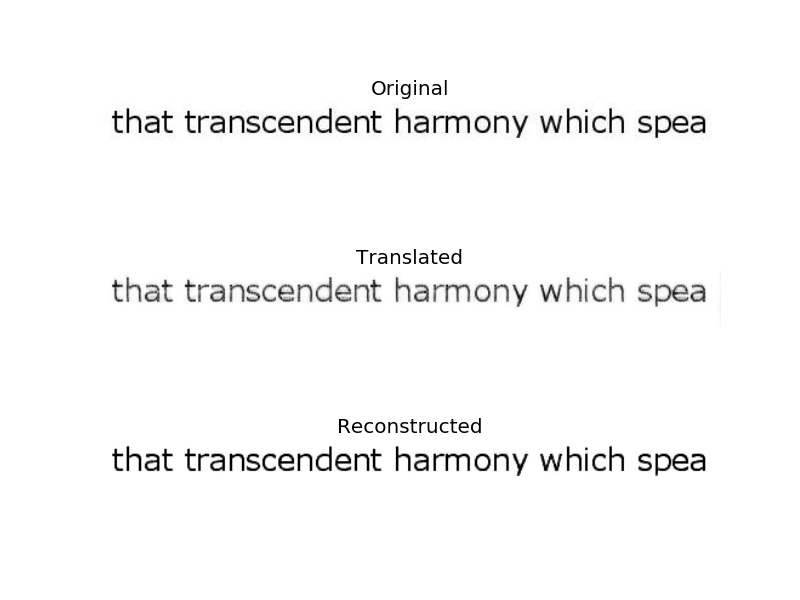 Original
that transcendent harmony which spea
Translated
that transcendent harmony which spea
Reconstructed
that transcendent harmony which spea